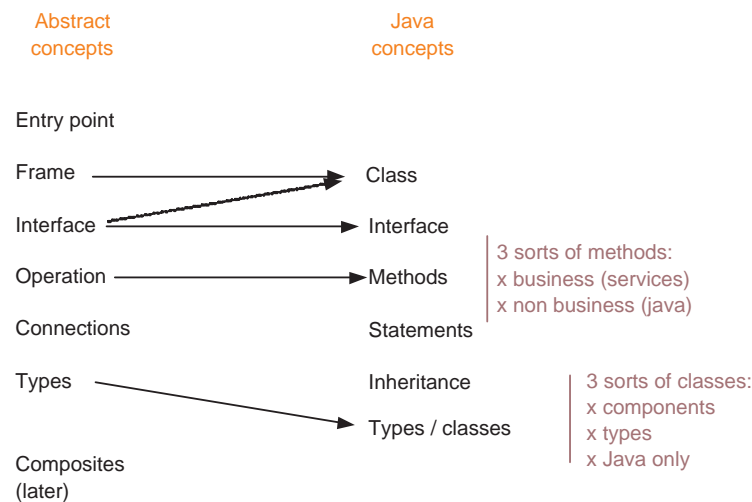 Abstract
concepts
Java
concepts
Entry point
Frame
Class
Interface
Interface
Operation
Methods
3 sorts of methods:
x business (services)
x non business (java)
Connections
Statements
Types
Inheritance
Types / classes
3 sorts of classes:
x components
x types
x Java only
Composites
(later)